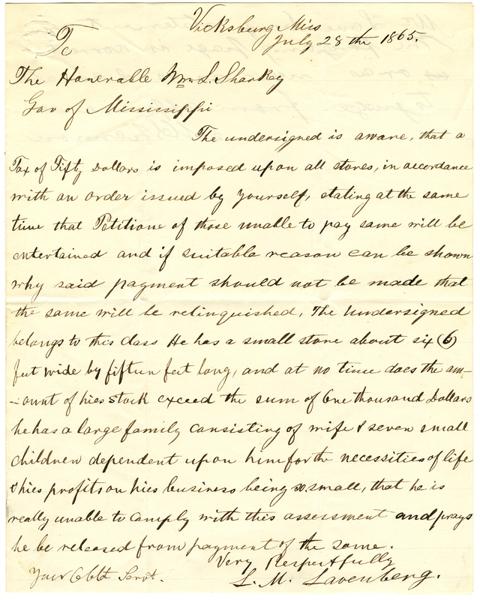 Vicksburg Miss
July 28th 1865.
To
The Honerable Wm L. Sharkey
Gov of Mississippi
The undersigned is aware, that a
Tax of Fifty Dollars is imposed upon all stores, in accordance
with an order issued by yourself, stating at the same
time that Petitions of those unable to pay same will be
entertained and if suitable reason can be shown
why said payment should not be made that
the same will be relinquished, The undersigned
belongs to this class He has a small store about six (6)
feet wide by fifteen feet long, and at no time does the am-
-ount of hies stock exceed the sum of One thousand Dollars
he has a large family consisting of wife & seven small
children dependent upon him for the necessities of life
& hies profits on hies business being so small, that he is
really unable to comply with this assessment and prays
he be released from payment of the same.
Very Respectfully
Your Obbt Servt.
L. M. Lavenberg.